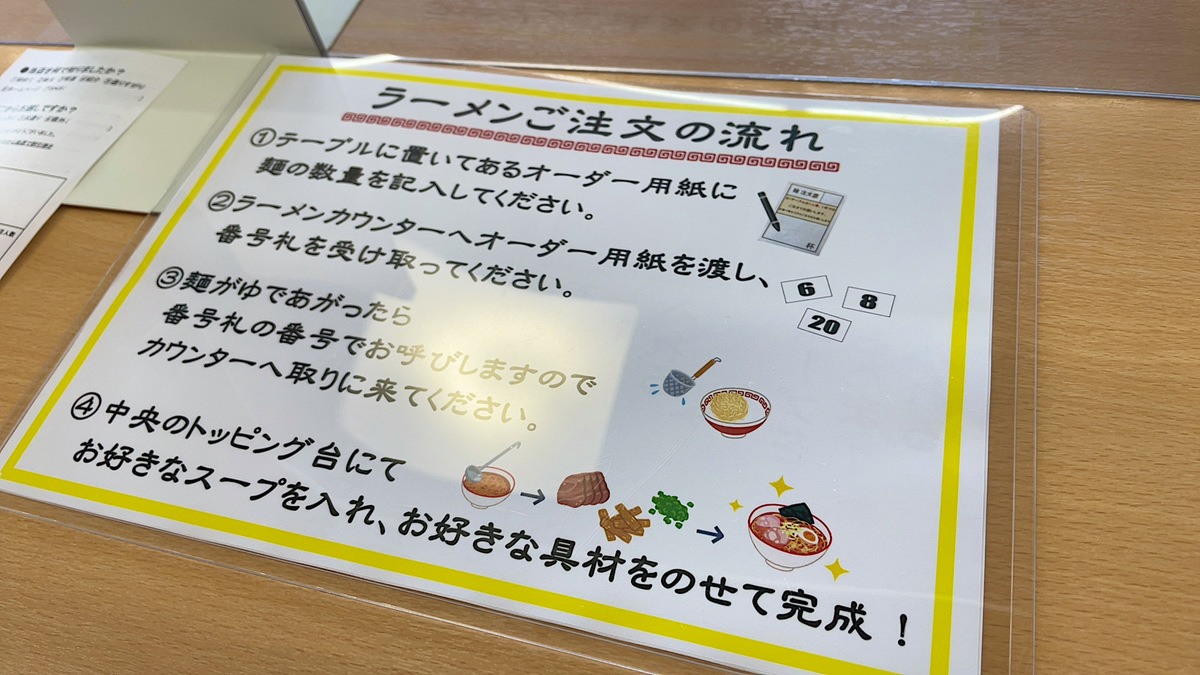 ラーメンご注文の流れ
①テーブルに置いてあるオーダー用紙に
麺の数量を記入してください。
②ラーメンカウンターへオーダー用紙を渡し、
番号札を受け取ってください。
6
8
20
③麺がゆであがったら
番号札の番号でお呼びしますので
カウンターへ取りに来てください。
④中央のトッピング台にて
お好きなスープを入れ、お好きな具材をのせて完成！
杯